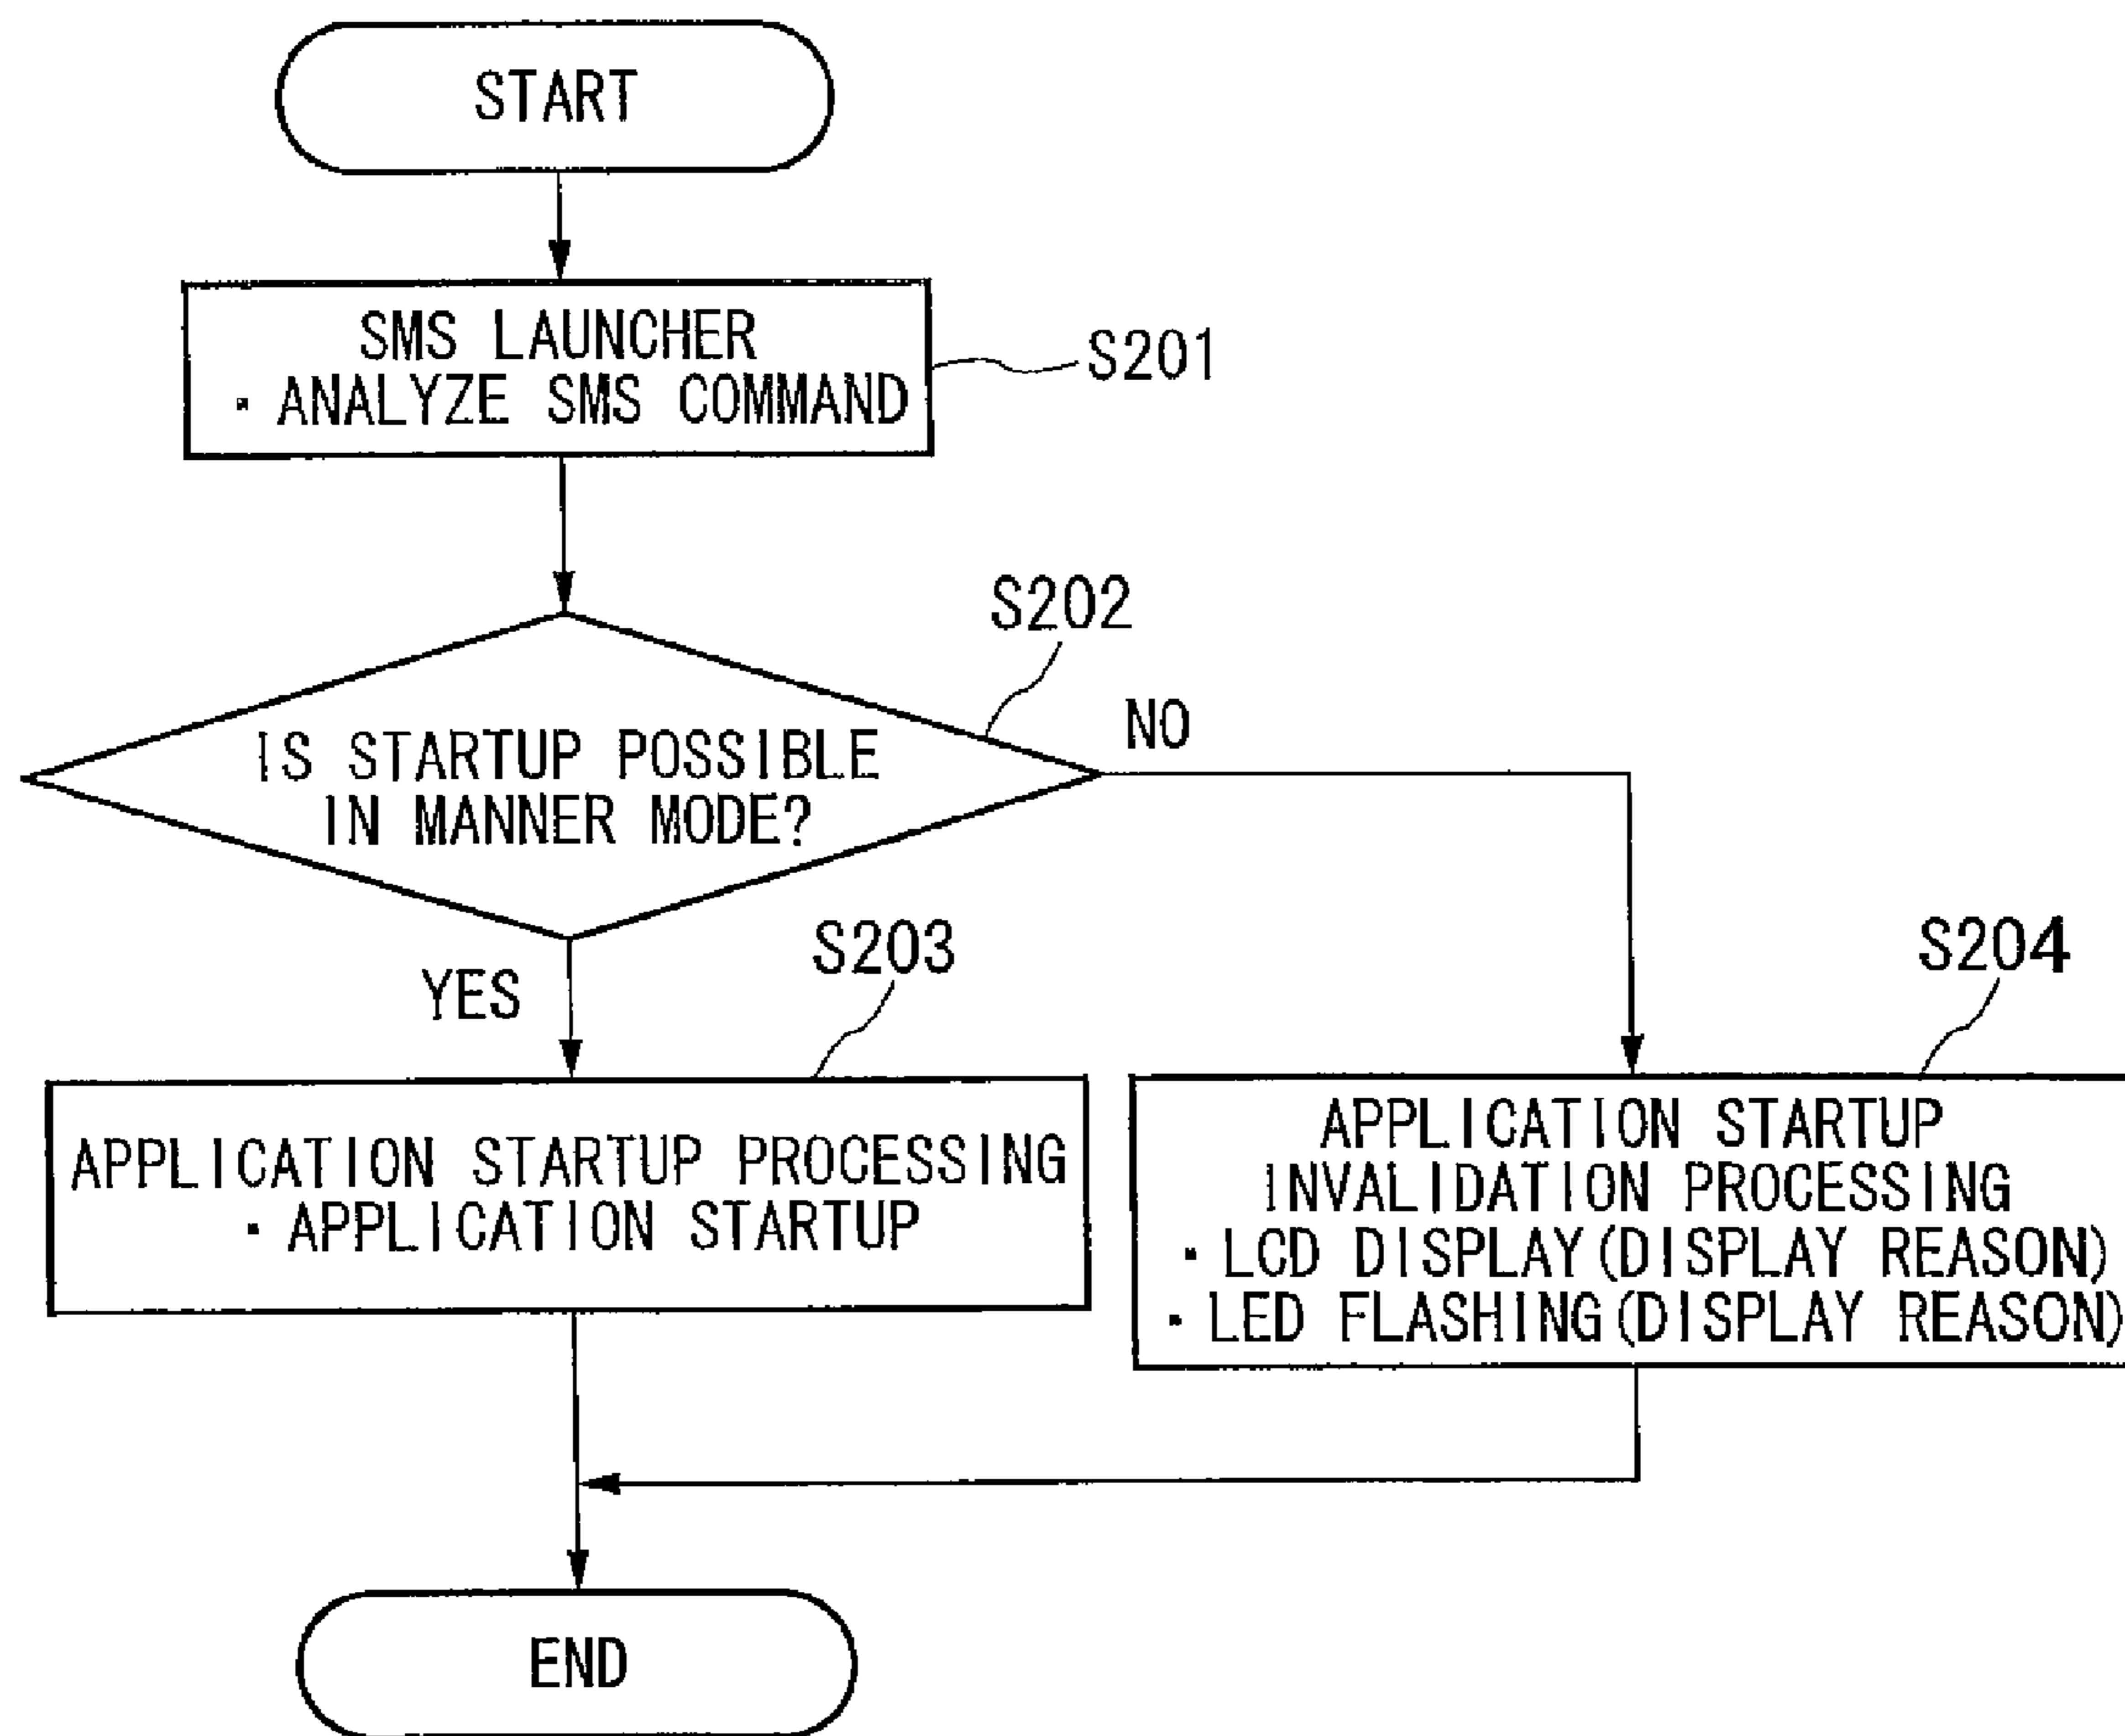 START
SMS LAUNCHER
・ANALYZE SMS COMMAND
S201
S202
IS STARTUP POSSIBLE
IN MANNER MODE?
NO
YES
S203
APPLICATION STARTUP PROCESSING
・APPLICATION STARTUP
S204
APPLICATION STARTUP
INVALIDATION PROCESSING
・LCD DISPLAY(DISPLAY REASON)
・LED FLASHING(DISPLAY REASON)
END